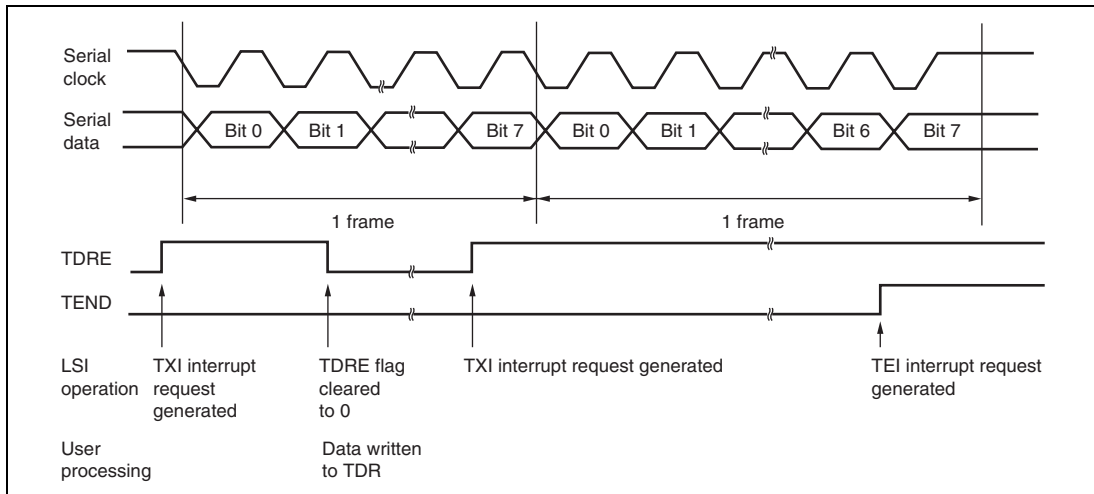 Serial
clock
Serial
data
Bit 0
Bit 1
Bit 7
Bit 0
Bit 1
Bit 6
Bit 7
1 frame
1 frame
TDRE
TEND
LSI
operation
TXI interrupt
request
generated
TDRE flag
cleared
to 0
TXI interrupt request generated
TEI interrupt request
generated
User
processing
Data written
to TDR